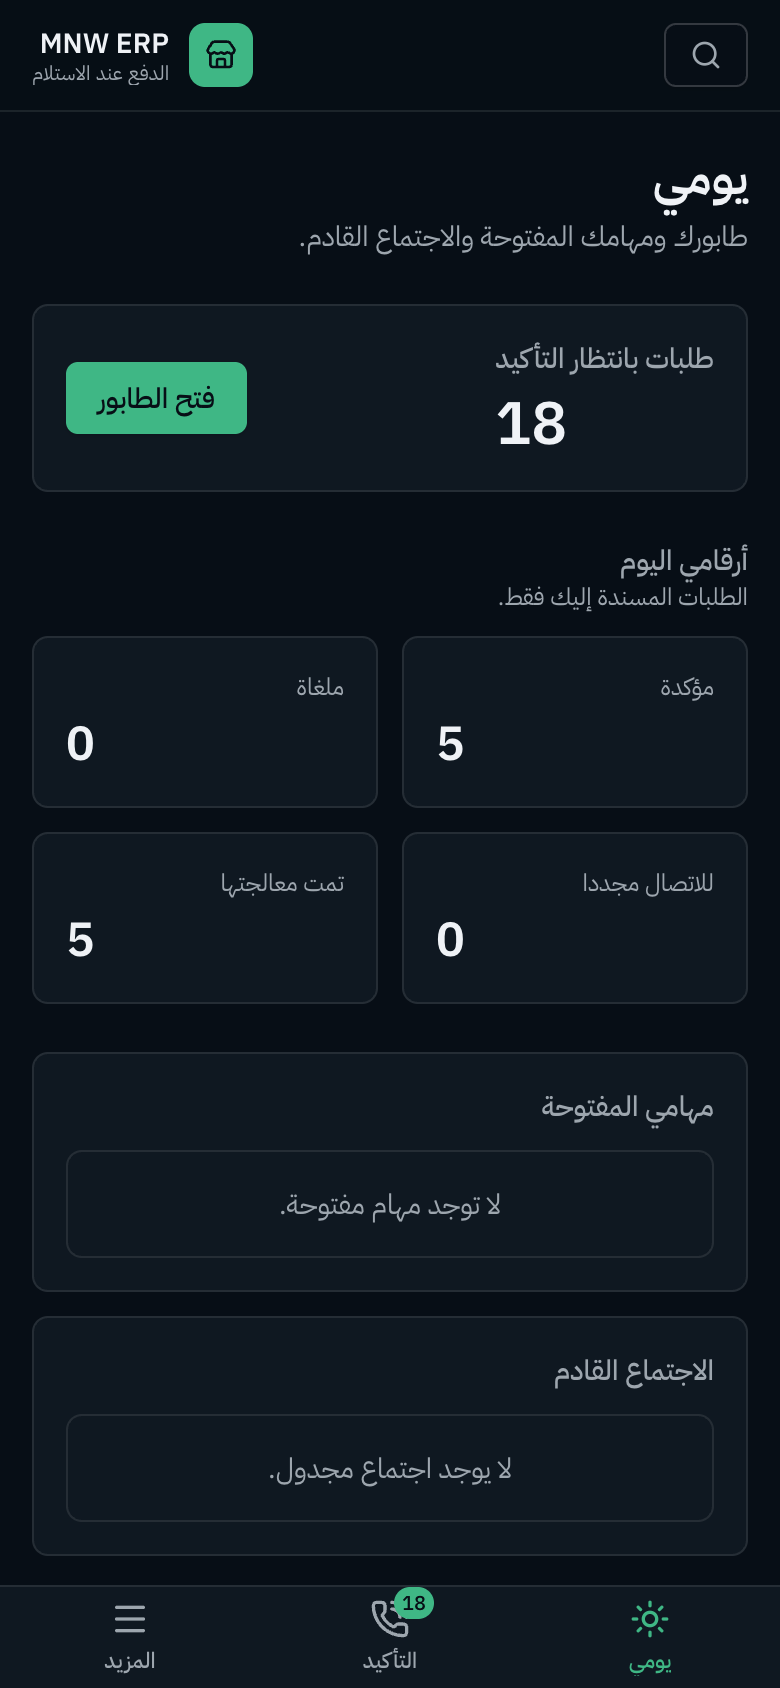 MNW ERP
الدفع عند الاستلام
يومي
طابورك ومهامك المفتوحة والاجتماع القادم.
طلبات بانتظار التأكيد
18
فتح الطابور
أرقامي اليوم
الطلبات المسندة إليك فقط.
مؤكدة
5
ملغاة
0
للاتصال مجددا
0
تمت معالجتها
5
مهامي المفتوحة
لا توجد مهام مفتوحة.
الاجتماع القادم
لا يوجد اجتماع مجدول.
يومي
18
التأكيد
المزيد